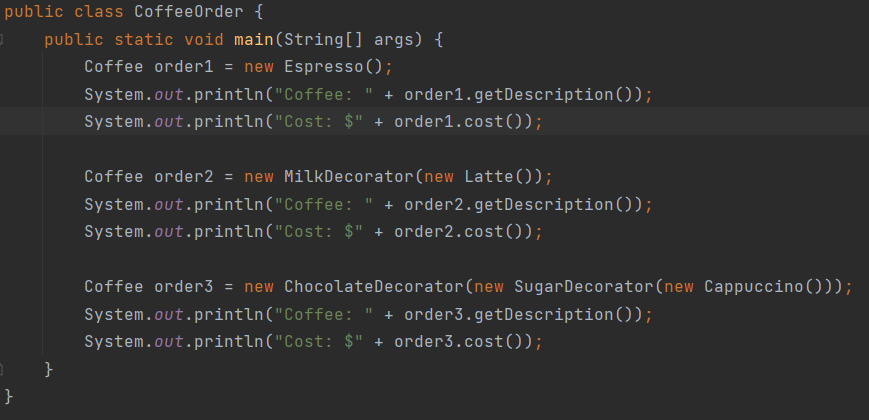 public class CoffeeOrder {
    public static void main(String[] args) {
        Coffee order1 = new Espresso();
        System.out.println("Coffee: " + order1.getDescription());
        System.out.println("Cost: $" + order1.cost());

        Coffee order2 = new MilkDecorator(new Latte());
        System.out.println("Coffee: " + order2.getDescription());
        System.out.println("Cost: $" + order2.cost());

        Coffee order3 = new ChocolateDecorator(new SugarDecorator(new Cappuccino()));
        System.out.println("Coffee: " + order3.getDescription());
        System.out.println("Cost: $" + order3.cost());
    }
}